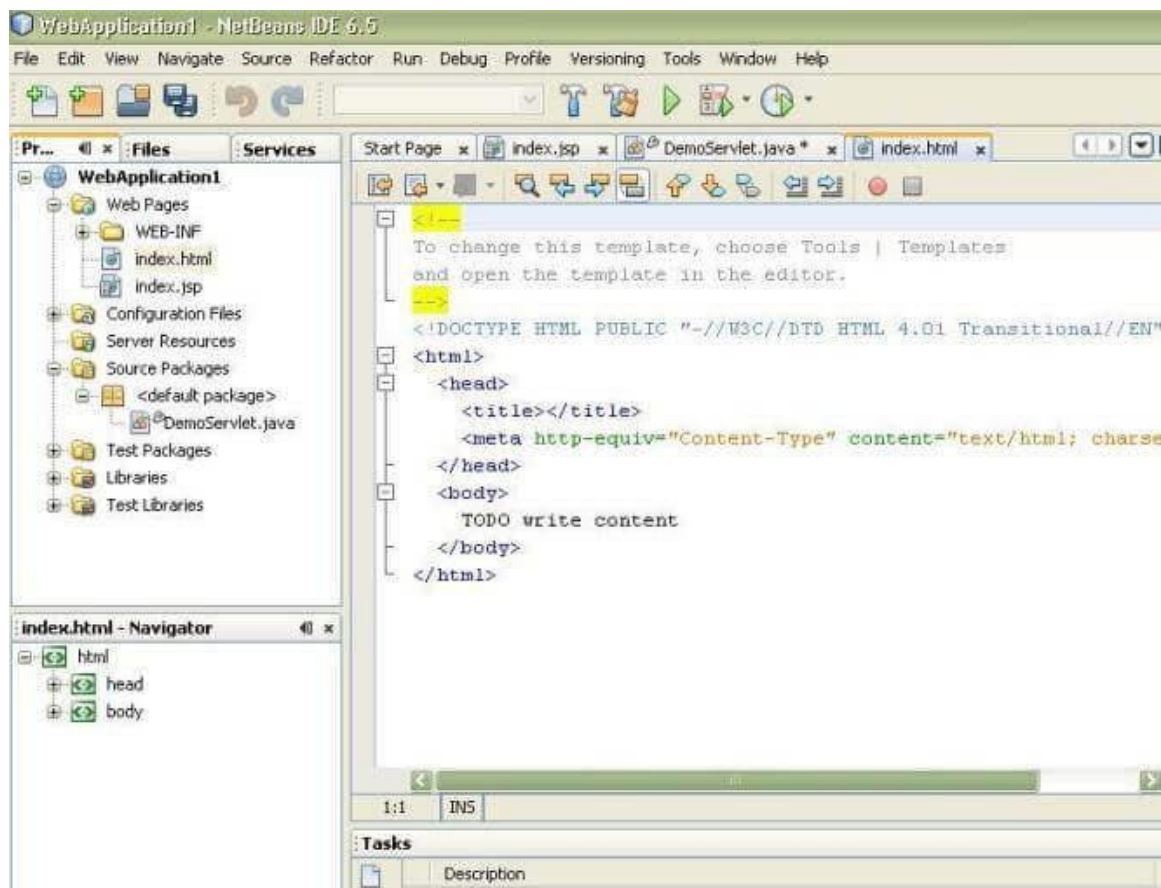 WebApplication1 - NetBeans IDE 6.5
File Edit View Navigate Source Refactor Run Debug Profile Versioning Tools Window Help
Pr... Files Services
WebApplication1
Web Pages
WEB-INF
index.html
index.jsp
Configuration Files
Server Resources
Source Packages
<default package>
DemoServlet.java
Test Packages
Libraries
Test Libraries
index.html - Navigator
html
head
body
Start Page index.jsp DemoServlet.java * index.html
<!--
To change this template, choose Tools | Templates
and open the template in the editor.
-->
<!DOCTYPE HTML PUBLIC "-//W3C//DTD HTML 4.01 Transitional//EN"
<html>
<head>
<title></title>
<meta http-equiv="Content-Type" content="text/html; charse
</head>
<body>
TODO write content
</body>
</html>
1:1 INS
Tasks
Description